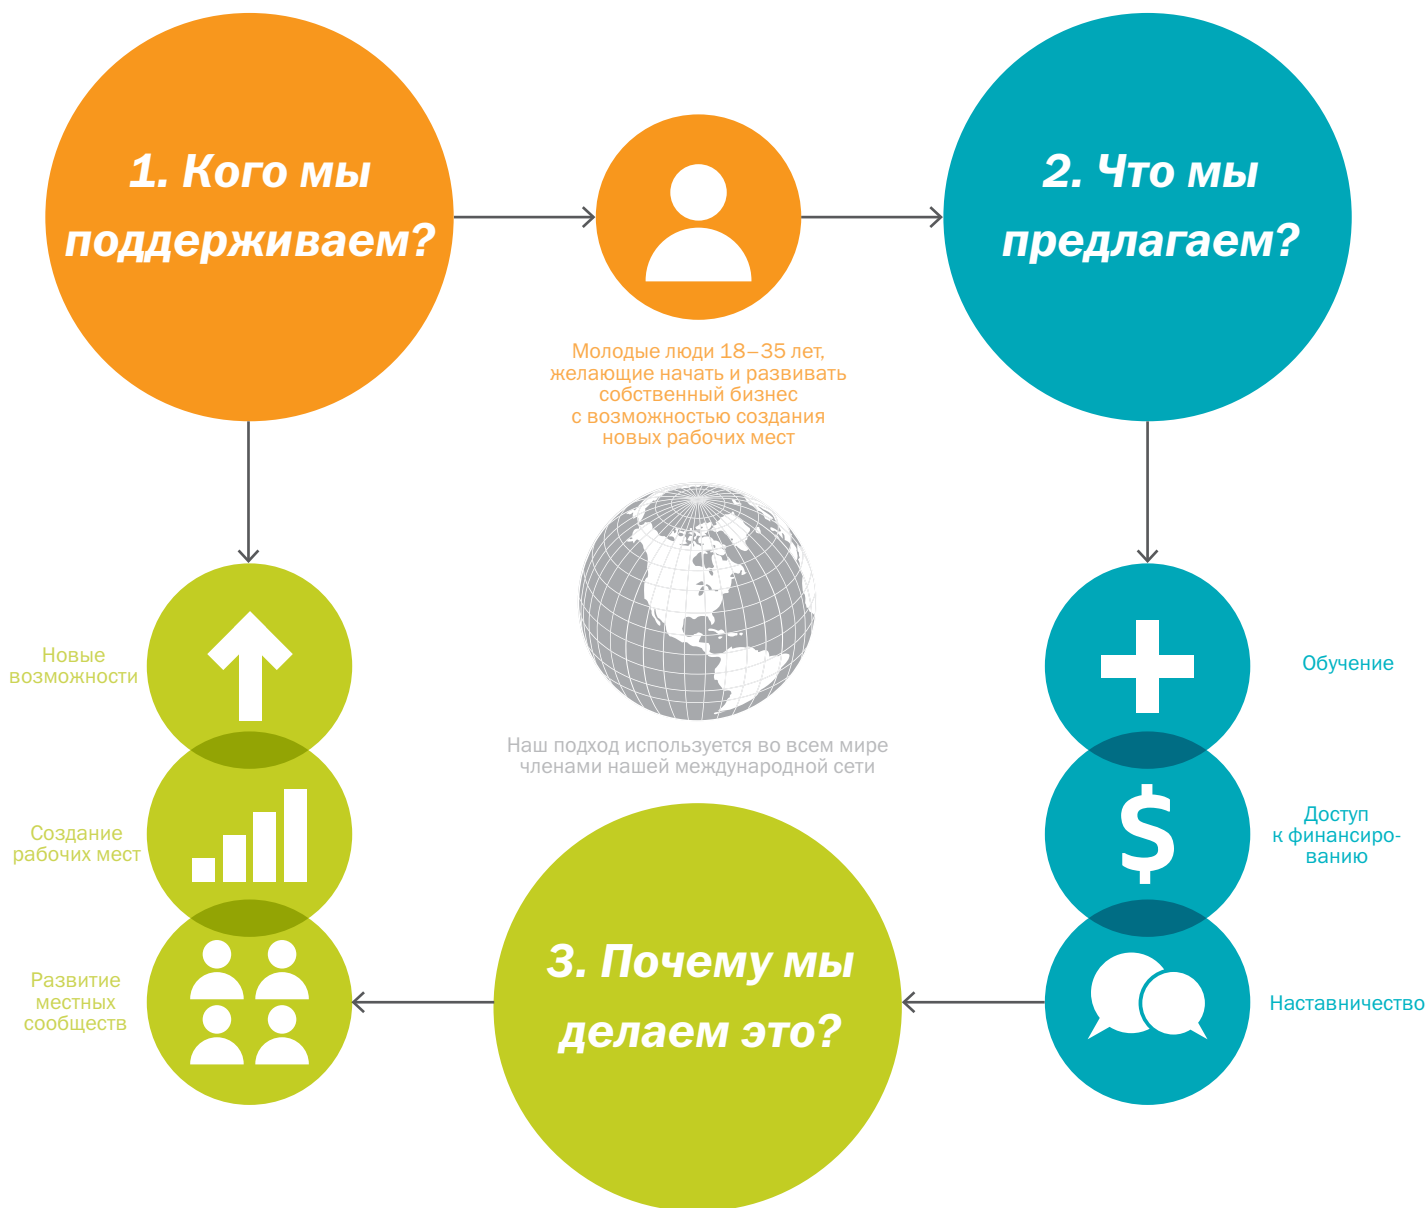 1. Кого мы
поддерживаем?
Молодые люди 18–35 лет,
желающие начать и развивать
собственный бизнес
с возможностью создания
новых рабочих мест
2. Что мы
предлагаем?
Обучение
Доступ
к финансиро-
ванию
Наставничество
Наш подход используется во всем мире
членами нашей международной сети
3. Почему мы
делаем это?
Новые
возможности
Создание
рабочих мест
Развитие
местных
сообществ
$